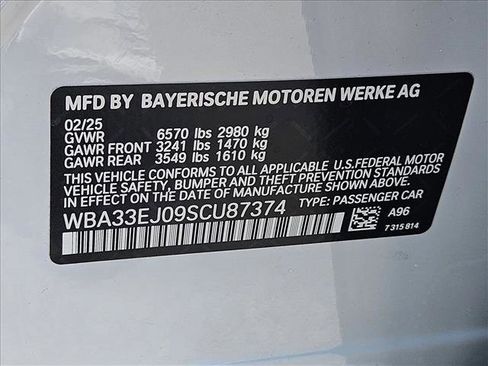 MFD BY BAYERISCHE MOTOREN WERKE AG
02/25
GVWR 6570 lbs 2980 kg
GAWR FRONT 3241 lbs 1470 kg
GAWR REAR 3549 lbs 1610 kg
THIS VEHICLE CONFORMS TO ALL APPLICABLE U.S.FEDERAL MOTOR
VEHICLE SAFETY, BUMPER, AND THEFT PREVENTION STANDARDS IN
EFFECT ON THE DATE OF MANUFACTURE SHOWN ABOVE.
WBA33EJ09SCU87374 TYPE: PASSENGER CAR
A96
7 315 814